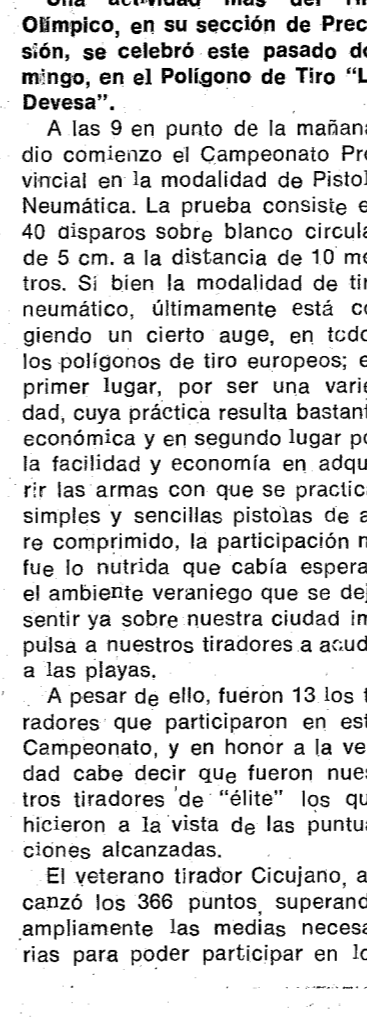 Una actividad más del Tir
Olímpico, en su sección de Prec
sión, se celebró este pasado do
mingo, en el Polígono de Tiro “L
Devesa”.
A las 9 en punto de la mañana
dio comienzo el Campeonato Pro
vincial en la modalidad de Pistol
Neumática. La prueba consiste e
40 disparos sobre blanco circula
de 5 cm. a la distancia de 10 me
tros. Si bien la modalidad de tir
neumático, últimamente está co
giendo un cierto auge, en todo
los polígonos de tiro europeos; e
primer lugar, por ser una varie
dad, cuya práctica resulta bastant
económica y en segundo lugar po
la facilidad y economía en adqu
rir las armas con que se practica
simples y sencillas pistolas de a
re comprimido, la participación n
fue lo nutrida que cabía espera
el ambiente veraniego que se dej
sentir ya sobre nuestra ciudad im
pulsa a nuestros tiradores a acud
a las playas.
A pesar de ello, fueron 13 los t
radores que participaron en est
Campeonato, y en honor a la ve
dad cabe decir que fueron nues
tros tiradores de “élite” los qu
hicieron a la vista de las puntua
ciones alcanzadas.
El veterano tirador Cicujano, a
canzó los 366 puntos, superand
ampliamente las medias necesa
rias para poder participar en lo